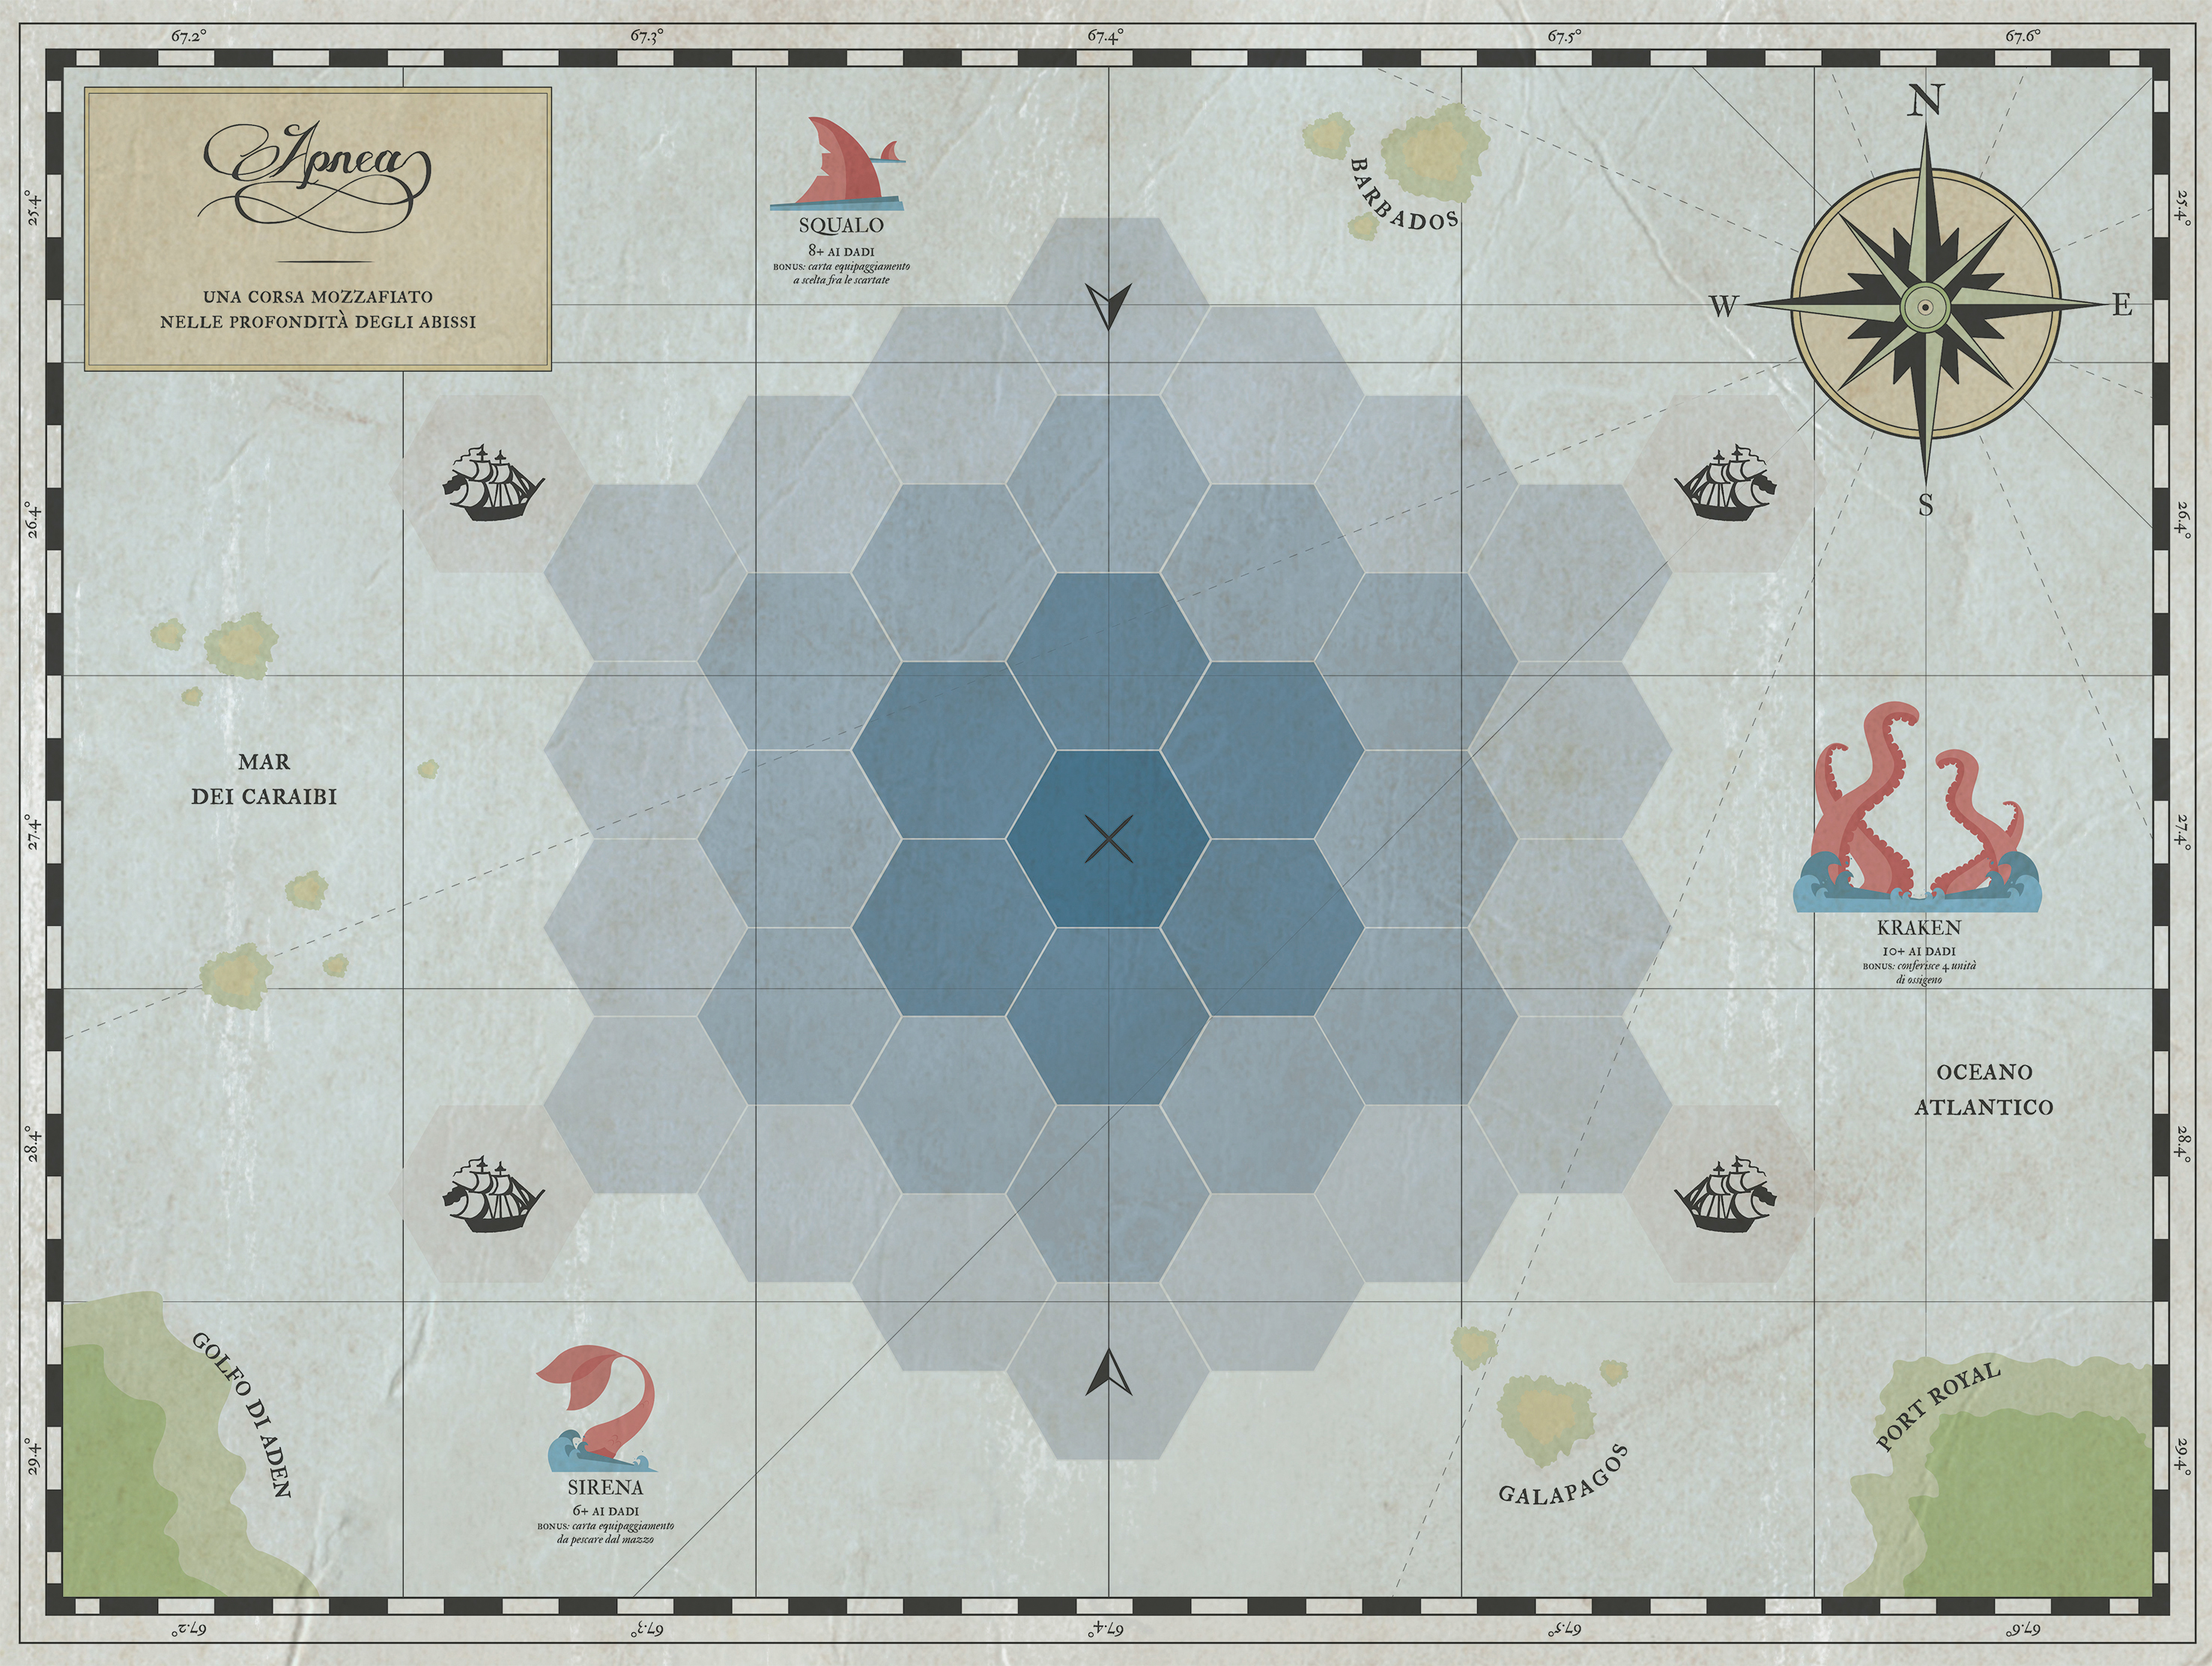 67.2° 67.3° 67.4° 67.5° 67.6°
Apnea
UNA CORSA MOZZAFIATO
NELLE PROFONDITÀ DEGLI ABISSI
SQUALO
8+ AI DADI
BONUS: carta equipaggiamento
a scelta fra le scartate
BARBADOS
N
W
E
S
25.4°
25.4°
26.4°
26.4°
MAR
DEI CARAIBI
27.4°
27.4°
KRAKEN
10+ AI DADI
BONUS: conferisce 4 unità
di ossigeno
OCEANO
ATLANTICO
28.4°
28.4°
GOLFO DI ADEN
SIRENA
6+ AI DADI
BONUS: carta equipaggiamento
da pescare dal mazzo
GALAPAGOS
PORT ROYAL
29.4°
29.4°
67.2° 67.3° 67.4° 67.5° 67.6°